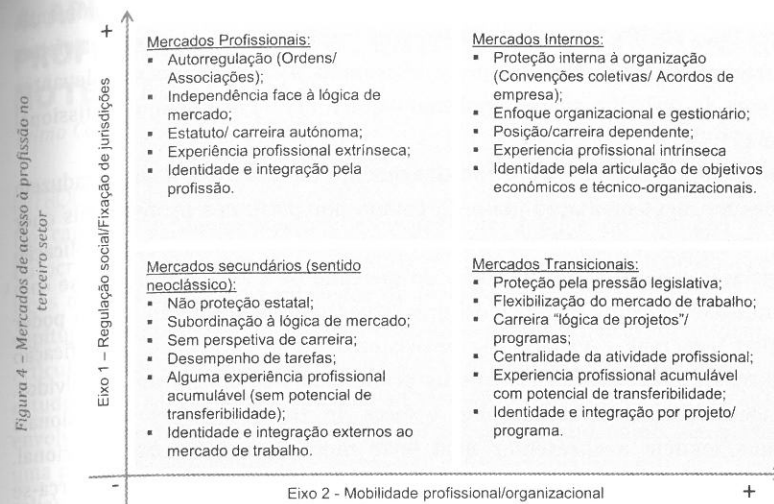 Figura 4 – Mercados de acesso à profissão no
terceiro setor
+
Eixo 1 – Regulação social/Fixação de jurisdições
Mercados Profissionais:
▪ Autorregulação (Ordens/
Associações);
▪ Independência face à lógica de
mercado;
▪ Estatuto/ carreira autónoma;
▪ Experiência profissional extrínseca;
▪ Identidade e integração pela
profissão.
Mercados Internos:
▪ Proteção interna à organização
(Convenções coletivas/ Acordos de
empresa);
▪ Enfoque organizacional e gestionário;
▪ Posição/carreira dependente;
▪ Experiencia profissional intrínseca
▪ Identidade pela articulação de objetivos
económicos e técnico-organizacionais.
Mercados secundários (sentido
neoclássico):
▪ Não proteção estatal;
▪ Subordinação à lógica de mercado;
▪ Sem perspetiva de carreira;
▪ Desempenho de tarefas;
▪ Alguma experiência profissional
acumulável (sem potencial de
transferibilidade);
▪ Identidade e integração externos ao
mercado de trabalho.
Mercados Transicionais:
▪ Proteção pela pressão legislativa;
▪ Flexibilização do mercado de trabalho;
▪ Carreira "lógica de projetos"/
programas;
▪ Centralidade da atividade profissional;
▪ Experiencia profissional acumulável
com potencial de transferibilidade;
▪ Identidade e integração por projeto/
programa.
-
Eixo 2 - Mobilidade profissional/organizacional
+